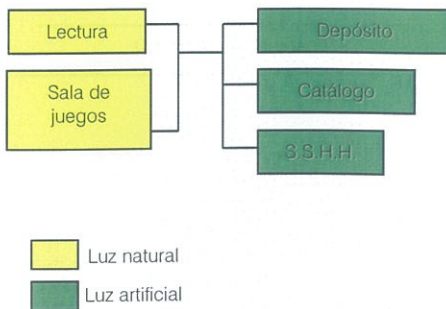 Lectura
Depósito
Sala de
juegos
Catálogo
S.S.H.H.
Luz natural
Luz artificial